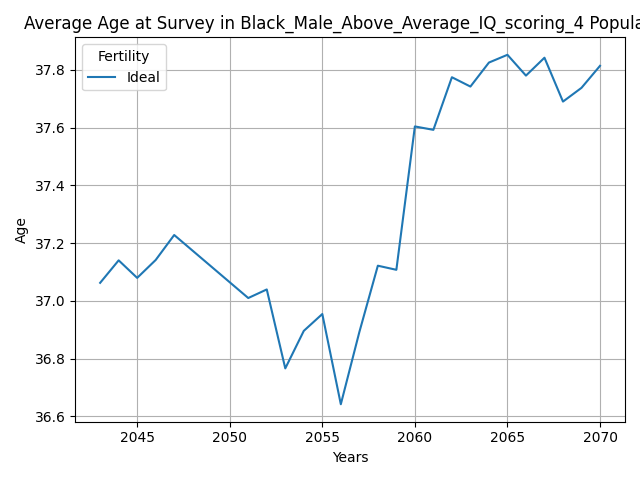 Average Age at Survey in Black_Male_Above_Average_IQ_scoring_4 Popula
Fertility
Ideal
37.8
37.6
37.4
37.2
37.0
36.8
36.6
Age
2045 2050 2055 2060 2065 2070
Years